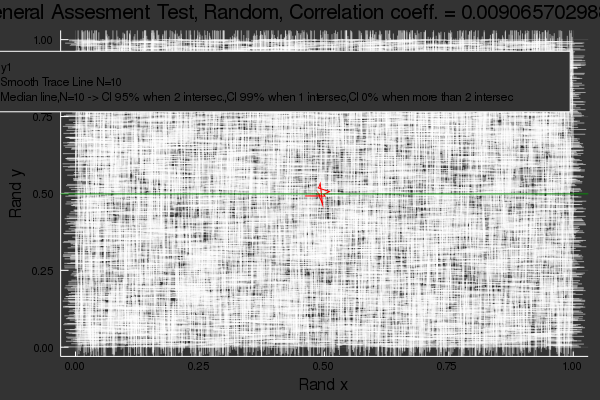 eneral Assesment Test, Random, Correlation coeff. = 0.009065702983
1.00
y1
Smooth Trace Line N=10
Median line,N=10 -> CI 95% when 2 intersec.,CI 99% when 1 intersec,CI 0% when more than 2 intersec
0.75
Rand y
0.50
0.25
0.00
0.00 0.25 0.50 0.75 1.00
Rand x